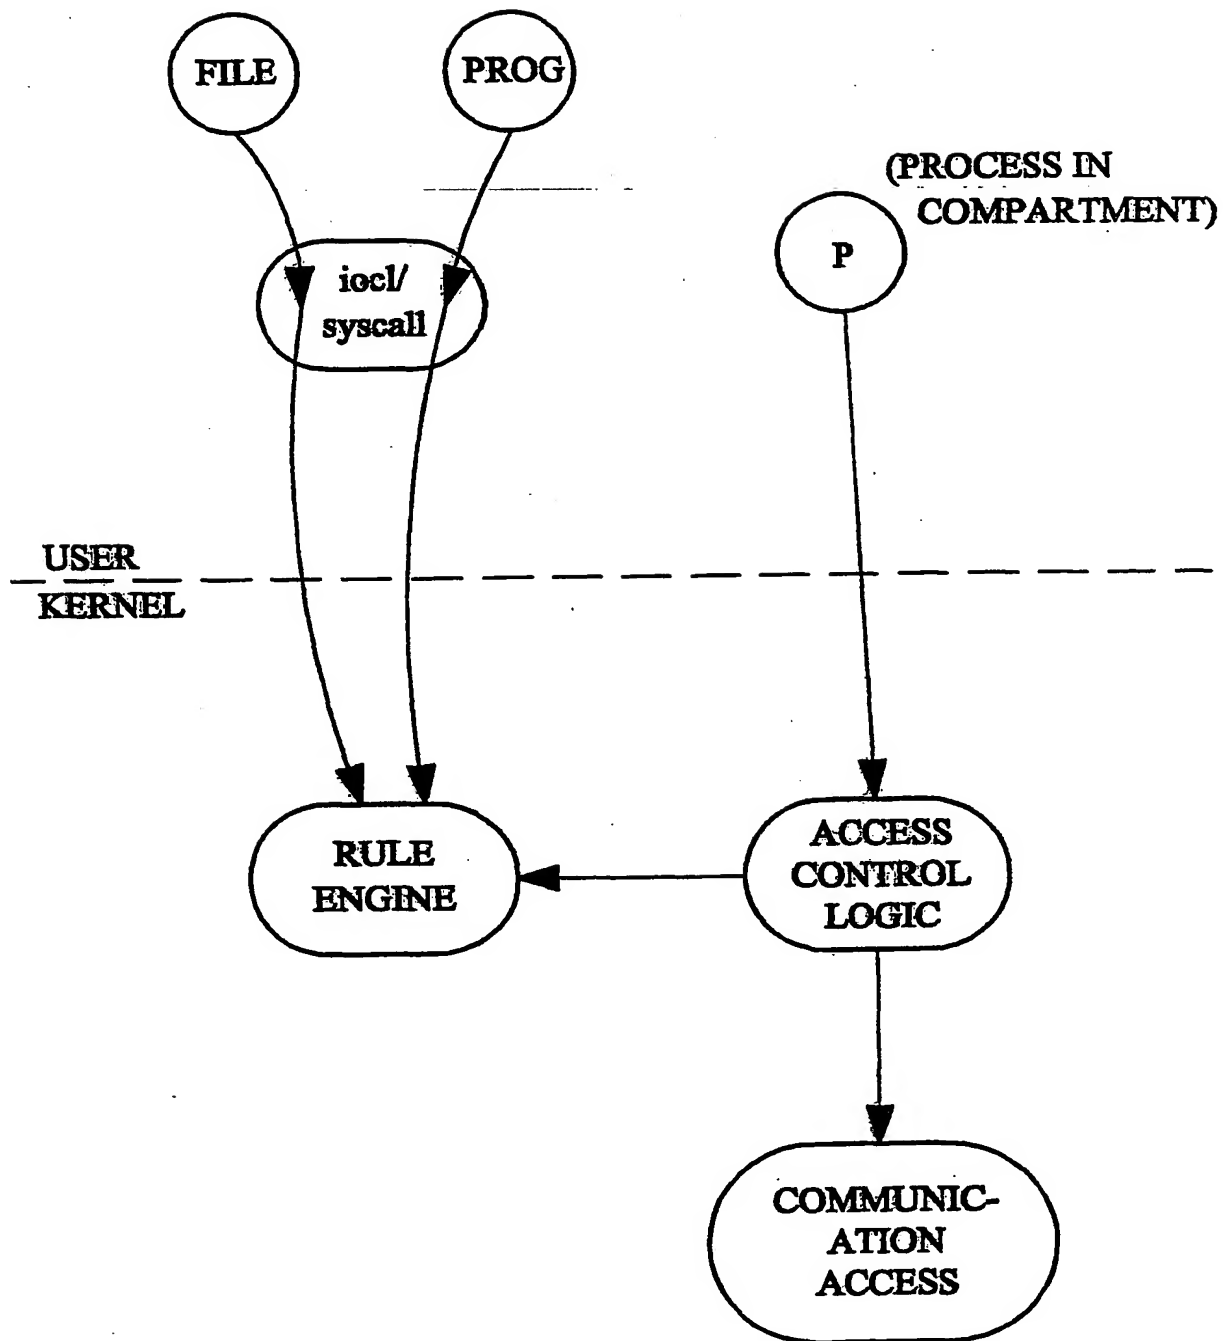 FILE
PROG
(PROCESS IN
COMPARTMENT)
P
iocl/
syscall
USER
KERNEL
RULE
ENGINE
ACCESS
CONTROL
LOGIC
COMMUNIC-
ATION
ACCESS